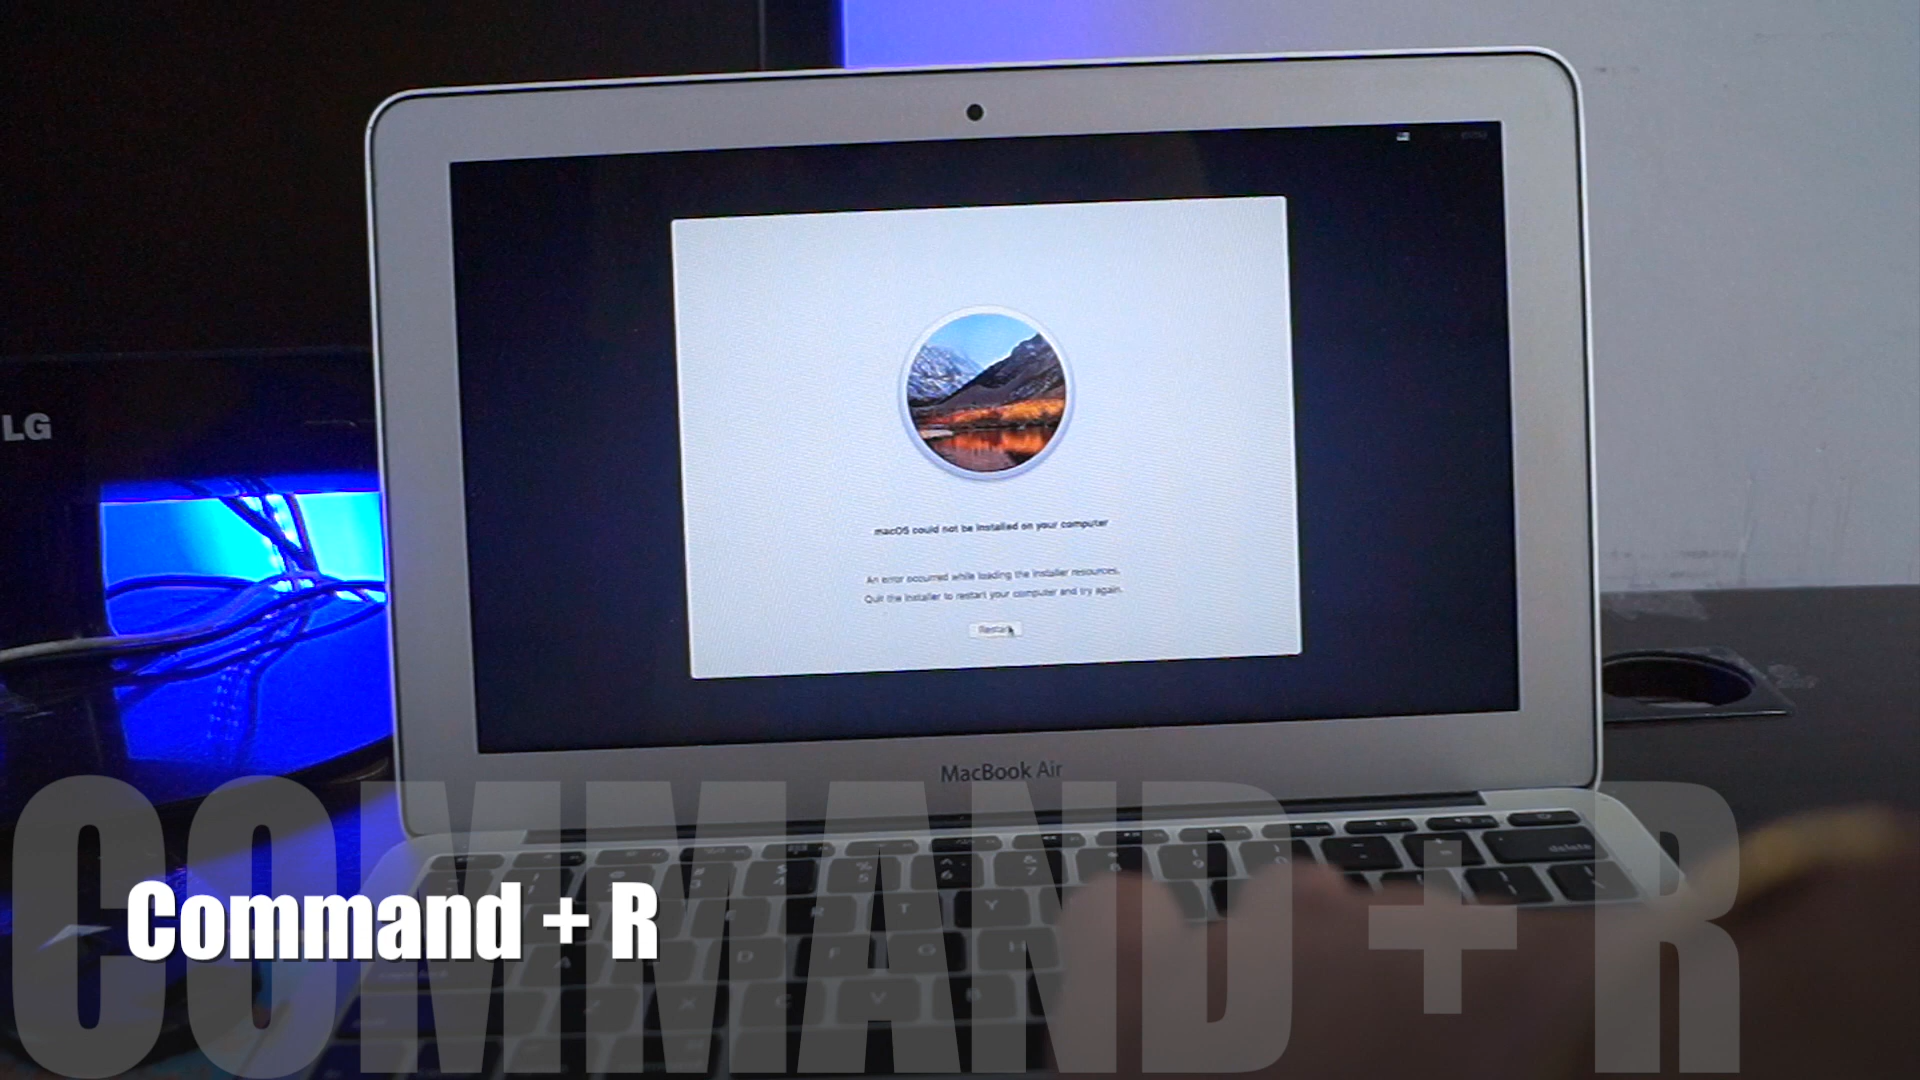 LG
macOS could not be installed on your computer
An error occurred while loading the installer resources.
Quit the installer to restart your computer and try again.
Restart
MacBook Air
delete
COMMAND + R
Command + R